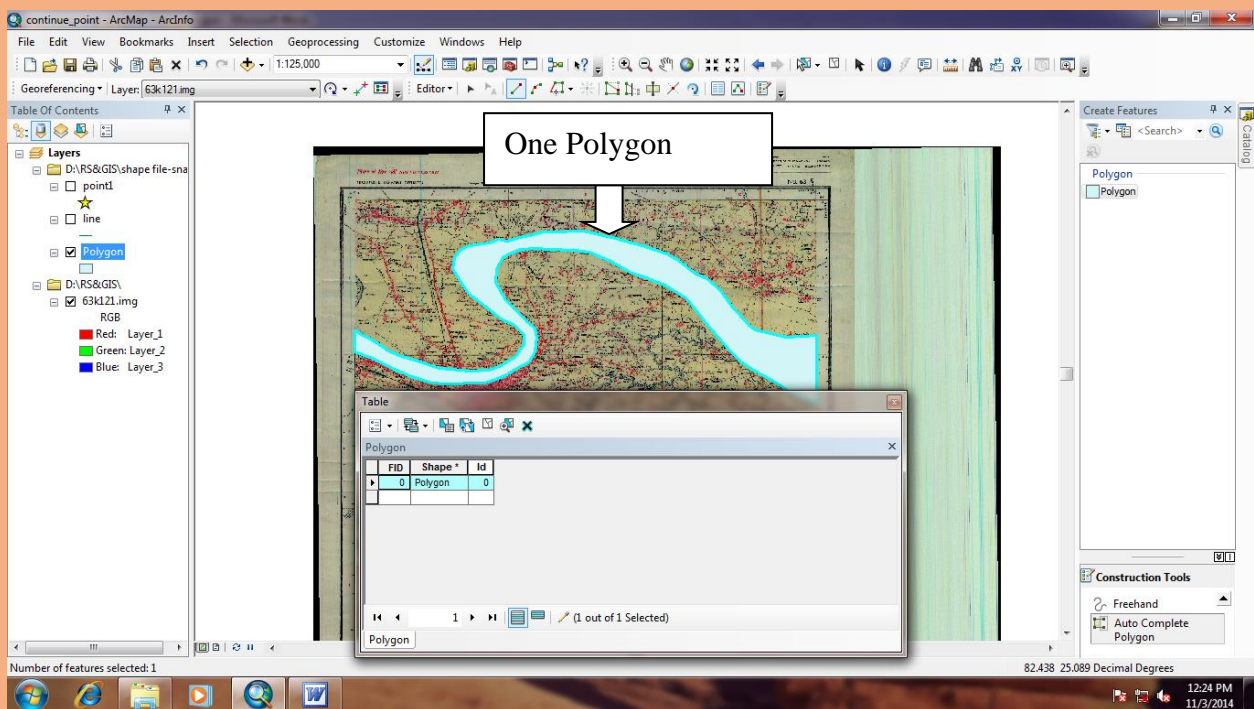 continue_point - ArcMap - ArcInfo
File Edit View Bookmarks Insert Selection Geoprocessing Customize Windows Help
1:125,000
Georeferencing Layer: 63k121.img Editor
Table Of Contents
Layers
D:\RS&GIS\shape file-sna
point1
line
Polygon
D:\RS&GIS\
63k121.img
RGB
Red: Layer_1
Green: Layer_2
Blue: Layer_3
One Polygon
Table
Polygon
FID Shape * Id
0 Polygon 0
1 (1 out of 1 Selected)
Polygon
Create Features
<Search>
Polygon
Polygon
Construction Tools
Freehand
Auto Complete
Polygon
Catalog
Number of features selected: 1
82.438 25.089 Decimal Degrees
12:24 PM
11/3/2014